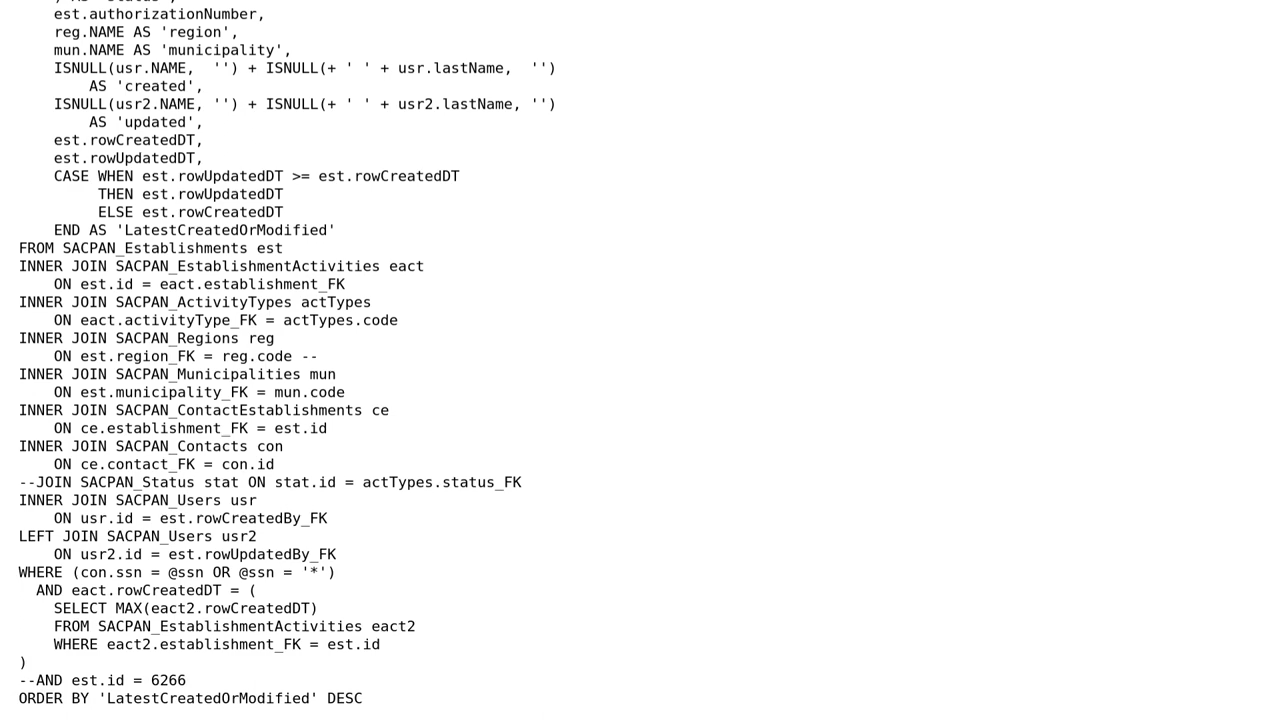 est.authorizationNumber,
reg.NAME AS 'region',
mun.NAME AS 'municipality',
ISNULL(usr.NAME,  '') + ISNULL(+ ' ' + usr.lastName,  '')
AS 'created',
ISNULL(usr2.NAME, '') + ISNULL(+ ' ' + usr2.lastName, '')
AS 'updated',
est.rowCreatedDT,
est.rowUpdatedDT,
CASE WHEN est.rowUpdatedDT >= est.rowCreatedDT
THEN est.rowUpdatedDT
ELSE est.rowCreatedDT
END AS 'LatestCreatedOrModified'
FROM SACPAN_Establishments est
INNER JOIN SACPAN_EstablishmentActivities eact
ON est.id = eact.establishment_FK
INNER JOIN SACPAN_ActivityTypes actTypes
ON eact.activityType_FK = actTypes.code
INNER JOIN SACPAN_Regions reg
ON est.region_FK = reg.code --
INNER JOIN SACPAN_Municipalities mun
ON est.municipality_FK = mun.code
INNER JOIN SACPAN_ContactEstablishments ce
ON ce.establishment_FK = est.id
INNER JOIN SACPAN_Contacts con
ON ce.contact_FK = con.id
--JOIN SACPAN_Status stat ON stat.id = actTypes.status_FK
INNER JOIN SACPAN_Users usr
ON usr.id = est.rowCreatedBy_FK
LEFT JOIN SACPAN_Users usr2
ON usr2.id = est.rowUpdatedBy_FK
WHERE (con.ssn = @ssn OR @ssn = '*')
AND eact.rowCreatedDT = (
SELECT MAX(eact2.rowCreatedDT)
FROM SACPAN_EstablishmentActivities eact2
WHERE eact2.establishment_FK = est.id
)
--AND est.id = 6266
ORDER BY 'LatestCreatedOrModified' DESC